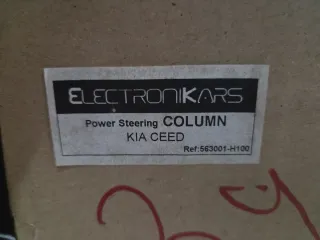 ELECTRONIKARS
Power Steering COLUMN
KIA CEED
Ref:563001-H100